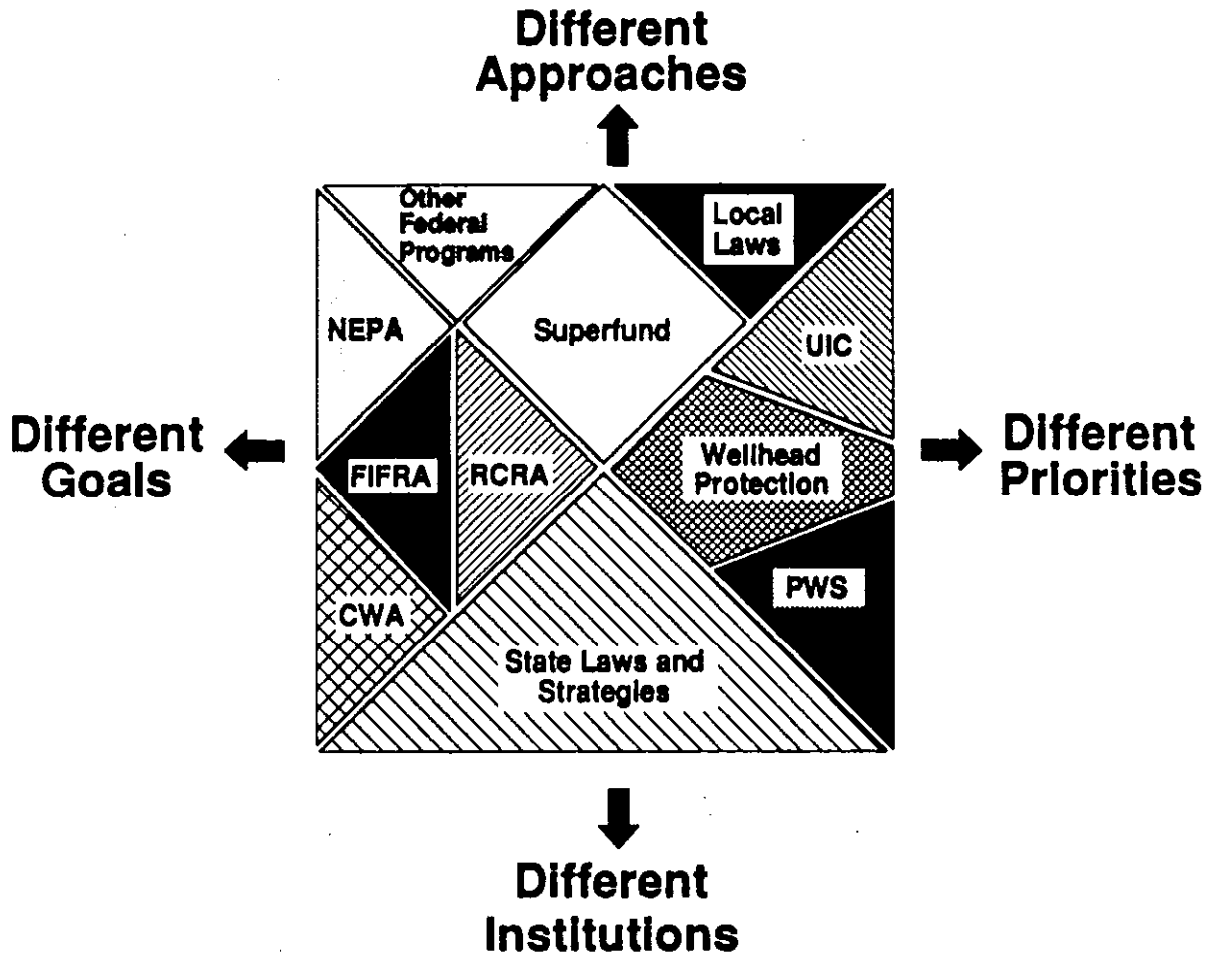 Different
Approaches
Other
Federal
Programs
Local
Laws
NEPA
Superfund
UIC
Different
Goals
FIFRA
RCRA
Wellhead
Protection
Different
Priorities
CWA
PWS
State Laws and
Strategies
Different
Institutions